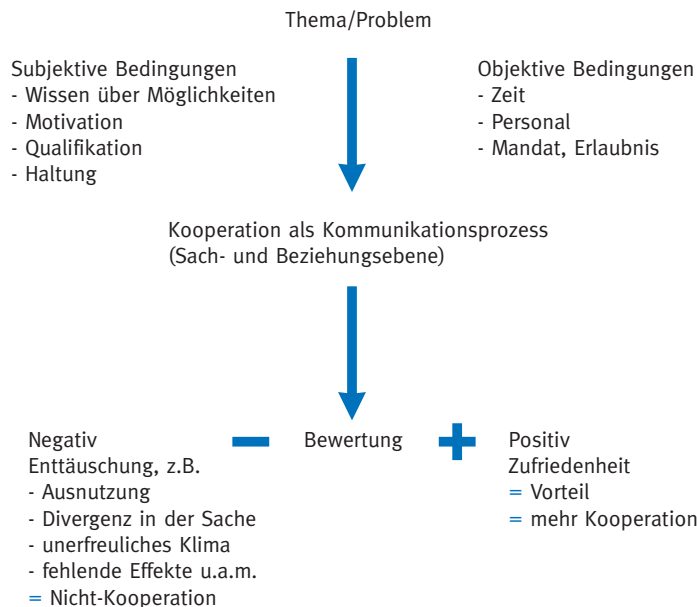 Thema/Problem
Subjektive Bedingungen
- Wissen über Möglichkeiten
- Motivation
- Qualifikation
- Haltung
Objektive Bedingungen
- Zeit
- Personal
- Mandat, Erlaubnis
Kooperation als Kommunikationsprozess
(Sach- und Beziehungsebene)
Negativ
Enttäuschung, z.B.
- Ausnutzung
- Divergenz in der Sache
- unerfreuliches Klima
- fehlende Effekte u.a.m.
= Nicht-Kooperation
Bewertung
Positiv
Zufriedenheit
= Vorteil
= mehr Kooperation